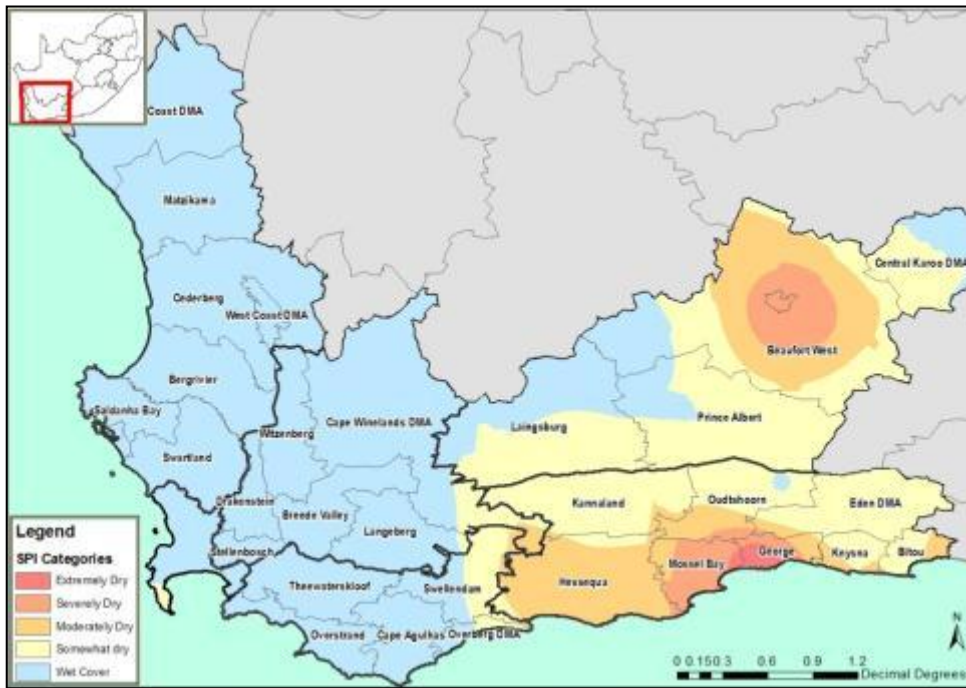 Coast DMA
Matzikama
Cederberg
West Coast DMA
Bergrivier
Saldanha Bay
Swartland
Witzenberg
Cape Winelands DMA
Drakenstein
Breede Valley
Langeberg
Stellenbosch
Theewaterskloof
Swellendam
Overstrand
Cape Agulhas
Overberg DMA
Central Karoo DMA
Beaufort West
Prince Albert
Laingsburg
Kannaland
Oudtshoorn
Eden DMA
Hessequa
Mossel Bay
George
Knysna
Bitou
Legend
SPI Categories
Extremely Dry
Severely Dry
Moderately Dry
Somewhat dry
Wet Cover
N
0 0.15 0.3 0.6 0.9 1.2
Decimal Degrees